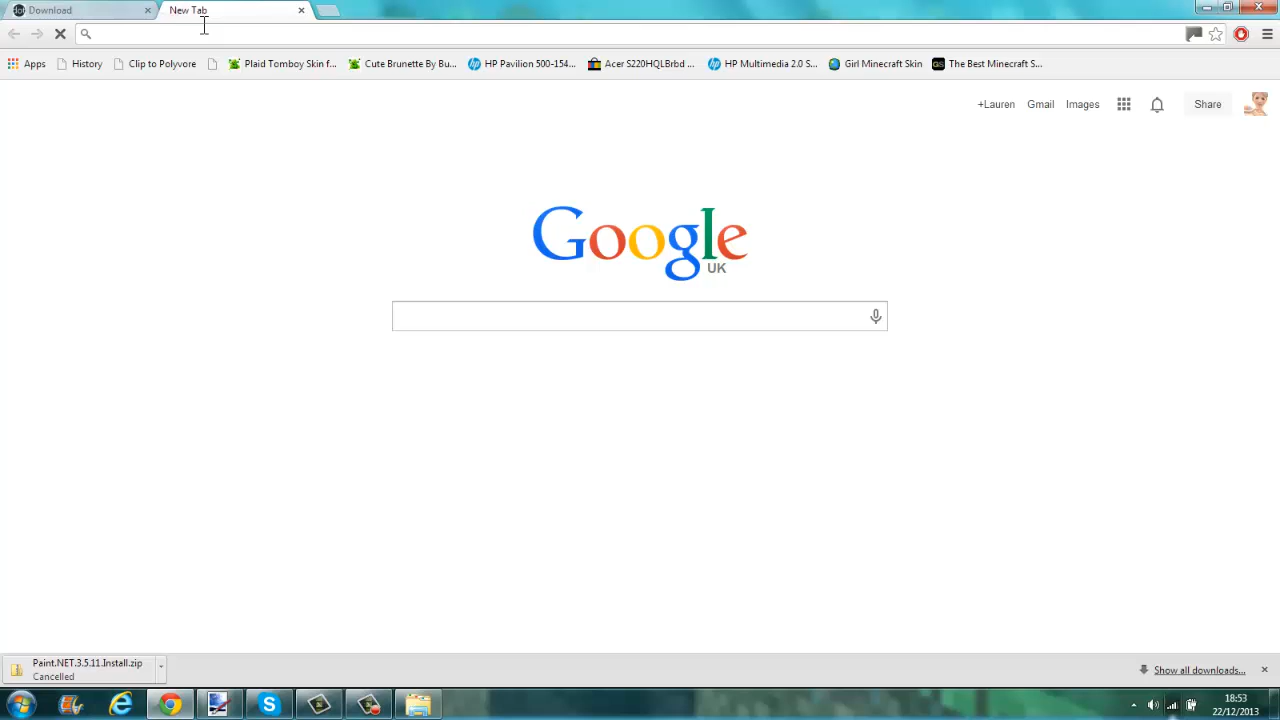 Download
New Tab
Apps
History
Clip to Polyvore
Plaid Tomboy Skin f...
Cute Brunette By Bu...
HP Pavilion 500-154...
Acer S220HQLBrbd ...
HP Multimedia 2.0 S...
Girl Minecraft Skin
The Best Minecraft S...
+Lauren
Gmail
Images
Share
Google
UK
Paint.NET.3.5.11.Install.zip
Cancelled
Show all downloads...
18:53
22/12/2013